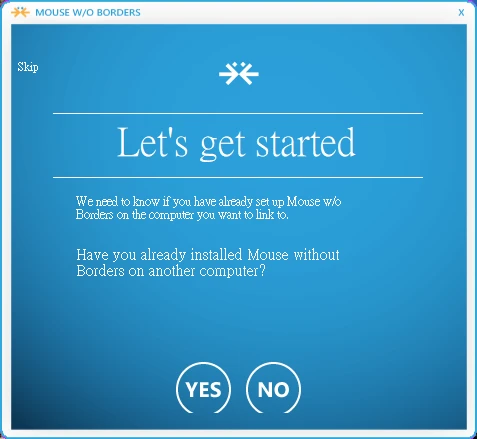 MOUSE W/O BORDERS
X
Skip
Let's get started
We need to know if you have already set up Mouse w/o
Borders on the computer you want to link to.
Have you already installed Mouse without
Borders on another computer?
YES NO